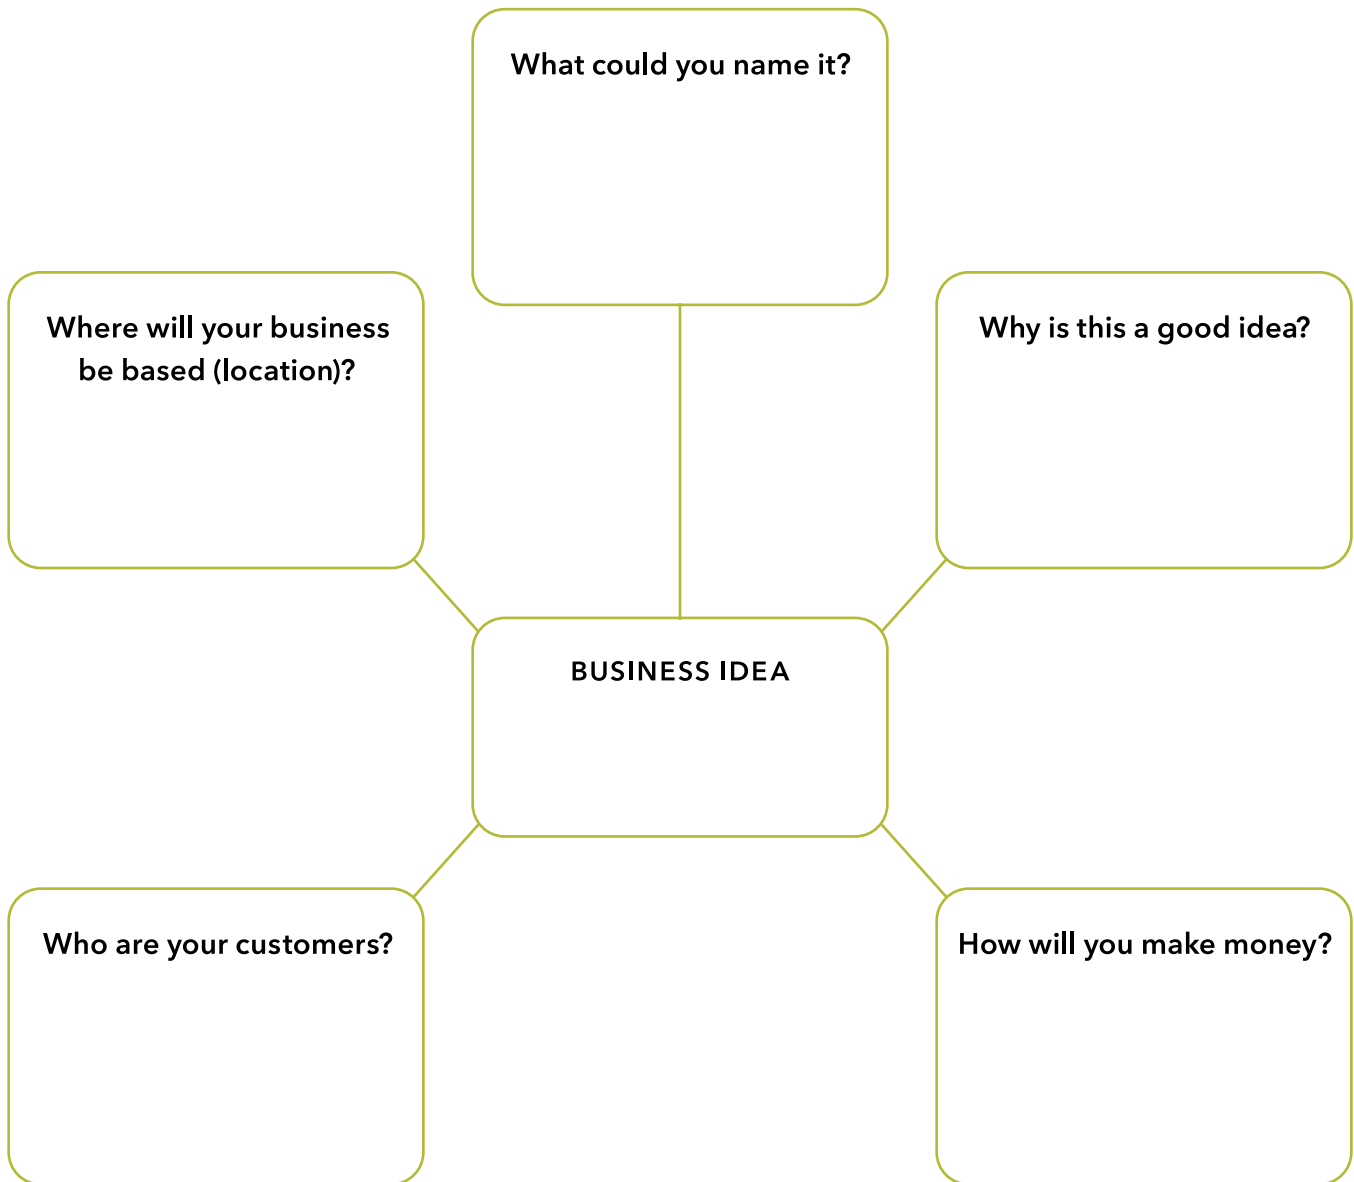 What could you name it?
Where will your business
be based (location)?
Why is this a good idea?
BUSINESS IDEA
Who are your customers?
How will you make money?